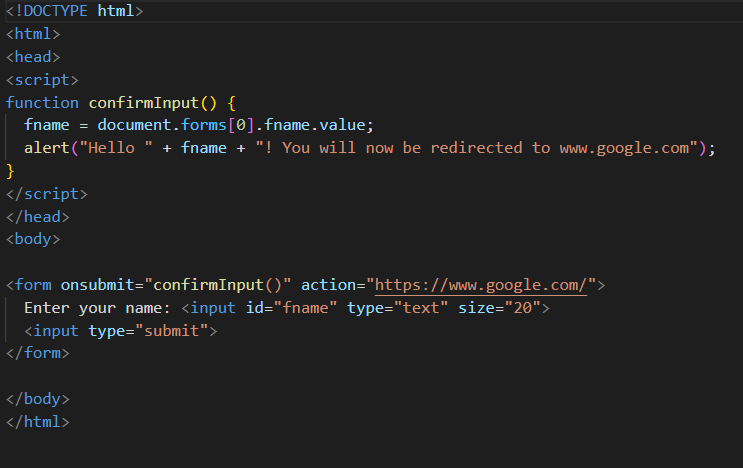 <!DOCTYPE html>
<html>
<head>
<script>
function confirmInput() {
  fname = document.forms[0].fname.value;
  alert("Hello " + fname + "! You will now be redirected to www.google.com");
}
</script>
</head>
<body>

<form onsubmit="confirmInput()" action="https://www.google.com/">
  Enter your name: <input id="fname" type="text" size="20">
  <input type="submit">
</form>

</body>
</html>